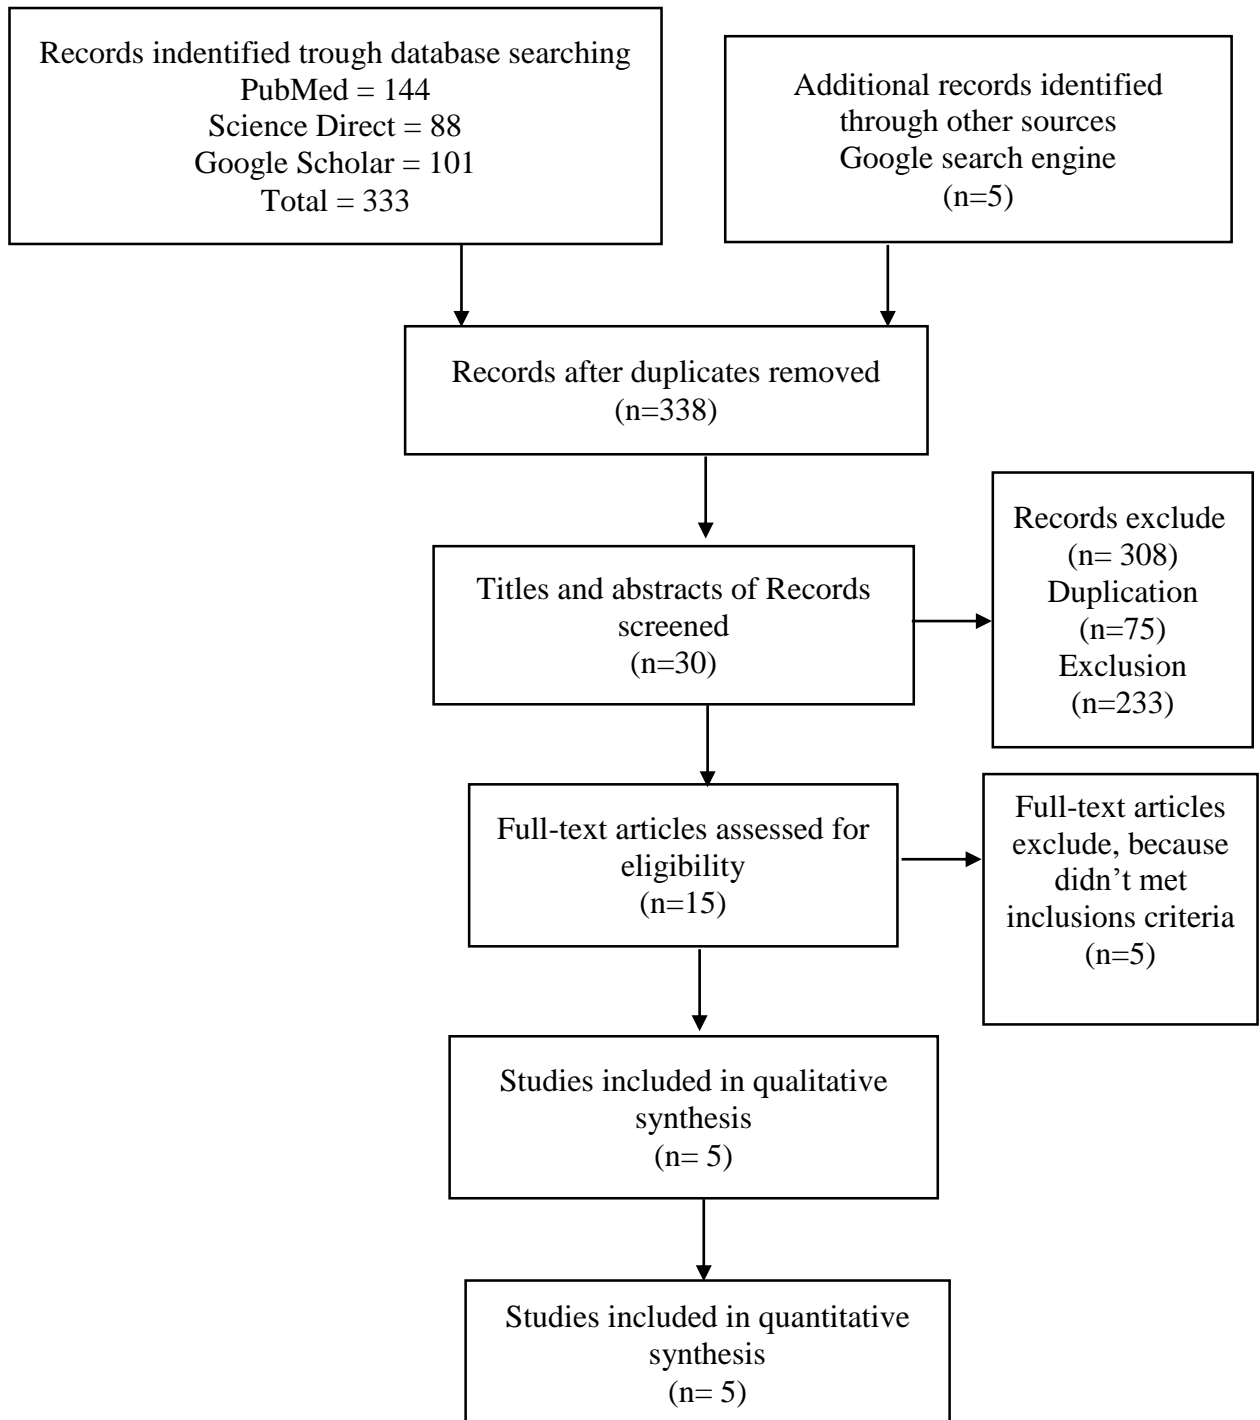 Records indentified trough database searching
PubMed = 144
Science Direct = 88
Google Scholar = 101
Total = 333
Additional records identified
through other sources
Google search engine
(n=5)
Records after duplicates removed
(n=338)
Titles and abstracts of Records
screened
(n=30)
Records exclude
(n= 308)
Duplication
(n=75)
Exclusion
(n=233)
Full-text articles assessed for
eligibility
(n=15)
Full-text articles
exclude, because
didn’t met
inclusions criteria
(n=5)
Studies included in qualitative
synthesis
(n= 5)
Studies included in quantitative
synthesis
(n= 5)